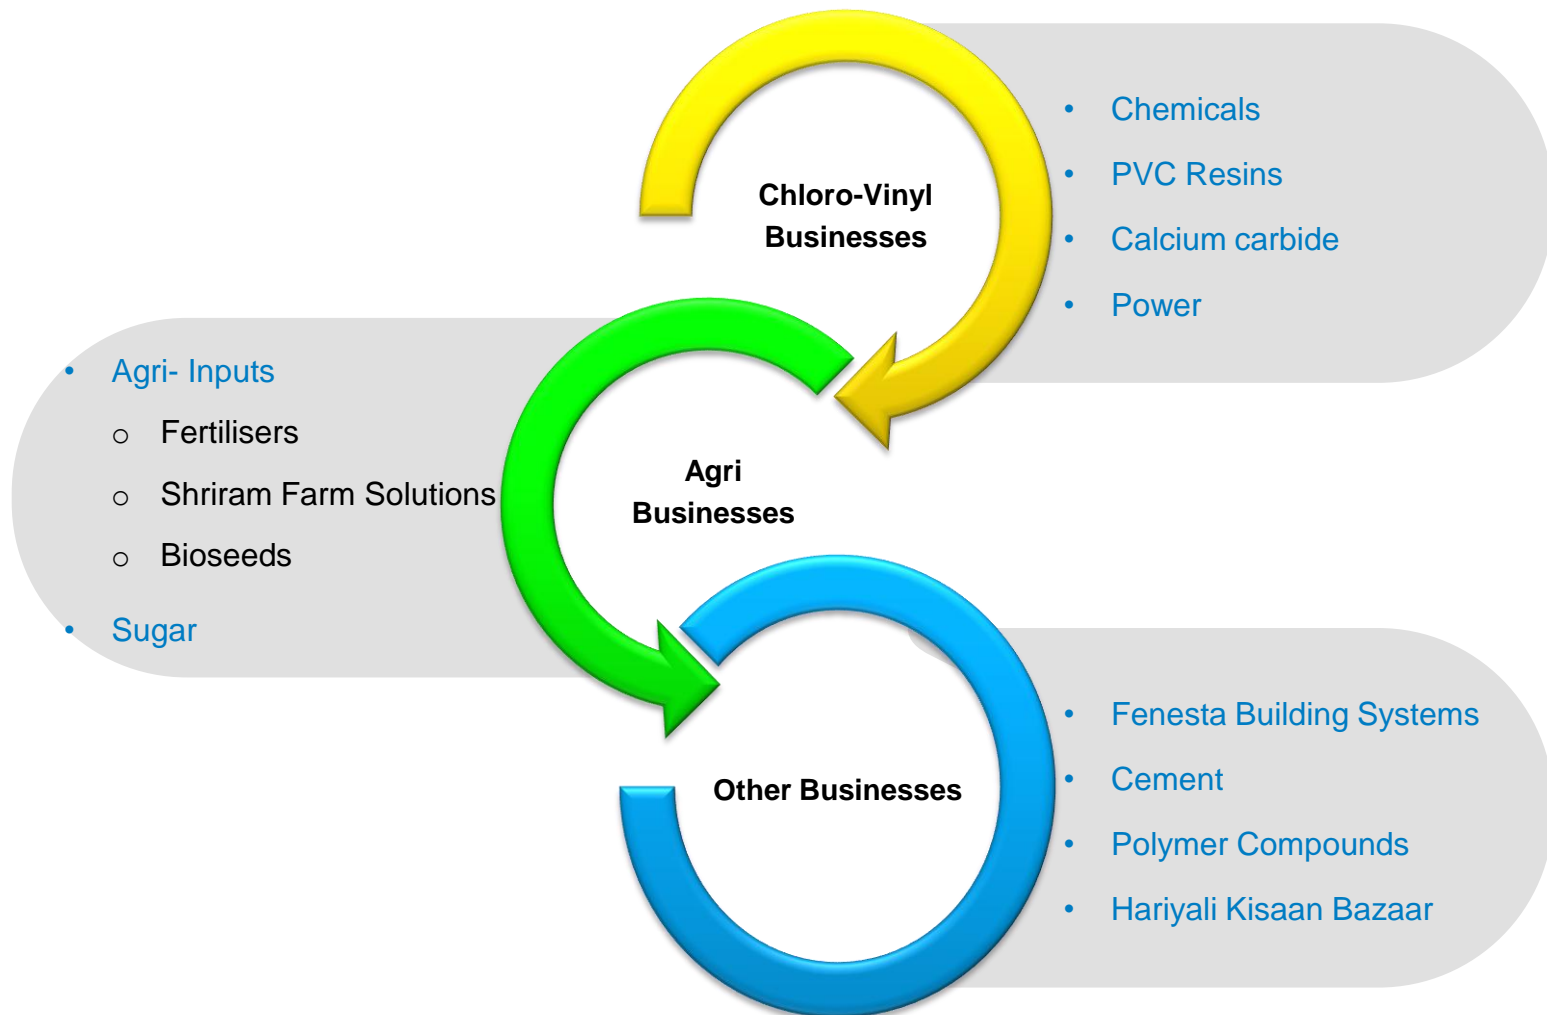 Chloro-Vinyl
Businesses
• Chemicals
• PVC Resins
• Calcium carbide
• Power
Agri
Businesses
• Agri- Inputs
o Fertilisers
o Shriram Farm Solutions
o Bioseeds
• Sugar
Other Businesses
• Fenesta Building Systems
• Cement
• Polymer Compounds
• Hariyali Kisaan Bazaar